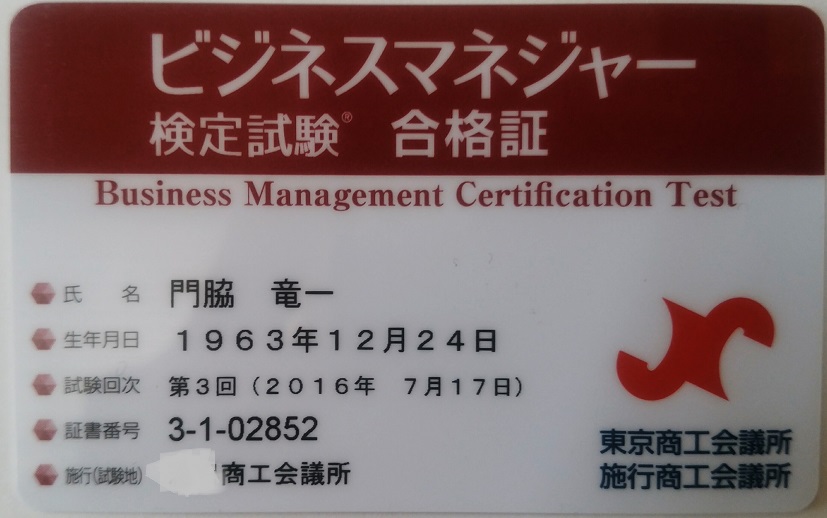 ビジネスマネジャー
検定試験® 合格証
Business Management Certification Test
氏　名 門脇　竜一
生年月日 １９６３年１２月２４日
試験回次 第３回（２０１６年　７月１７日）
証書番号 3-1-02852
施行(試験地) 商工会議所
東京商工会議所
施行商工会議所